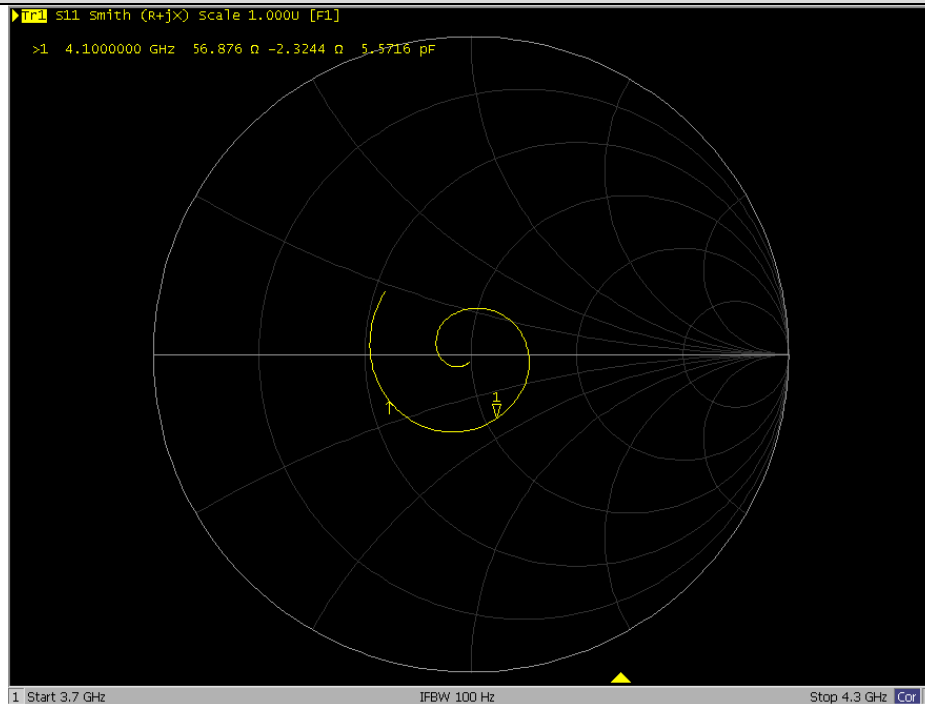 Tr1 S11 Smith (R+jX) Scale 1.000U [F1]
>1 4.1000000 GHz 56.876 Ω -2.3244 Ω 5.5716 pF
1
1 Start 3.7 GHz IFBW 100 Hz Stop 4.3 GHz Cor